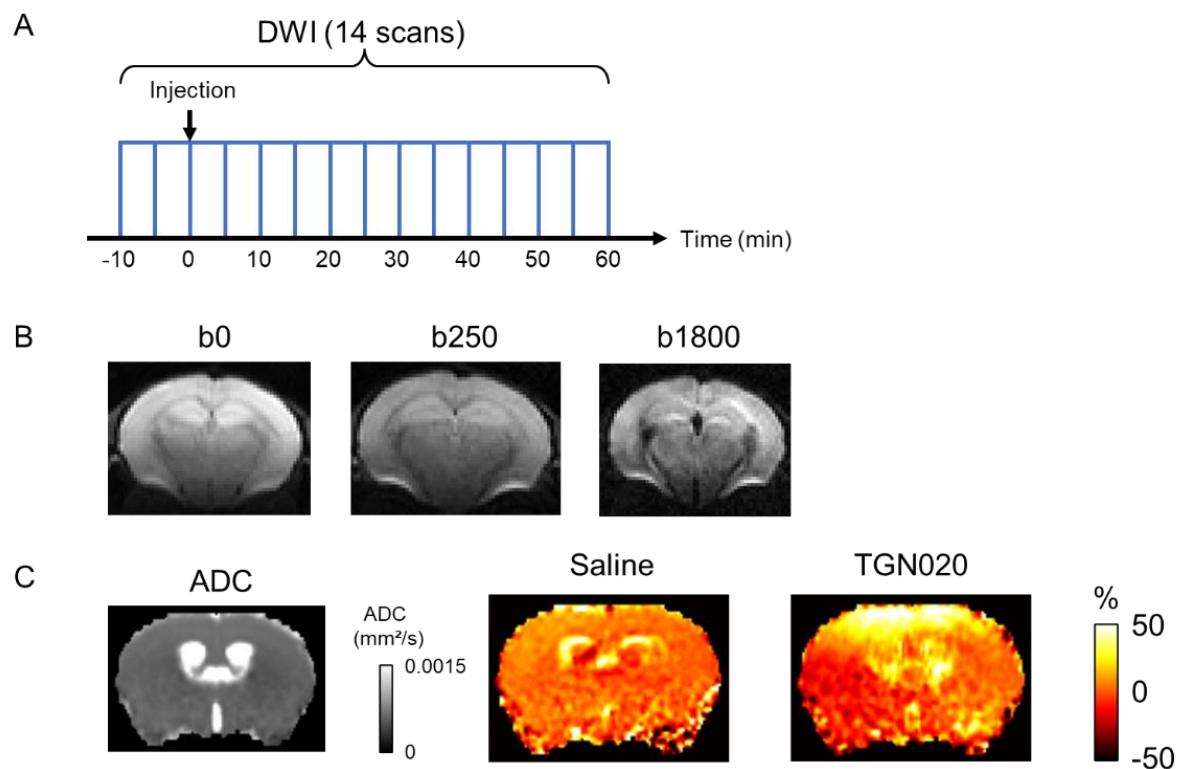 A
DWI (14 scans)
Injection
Time (min)
-10 0 10 20 30 40 50 60
B
b0 b250 b1800
C
ADC
Saline
TGN020
ADC
(mm²/s)
0.0015
0
%
50
0
-50